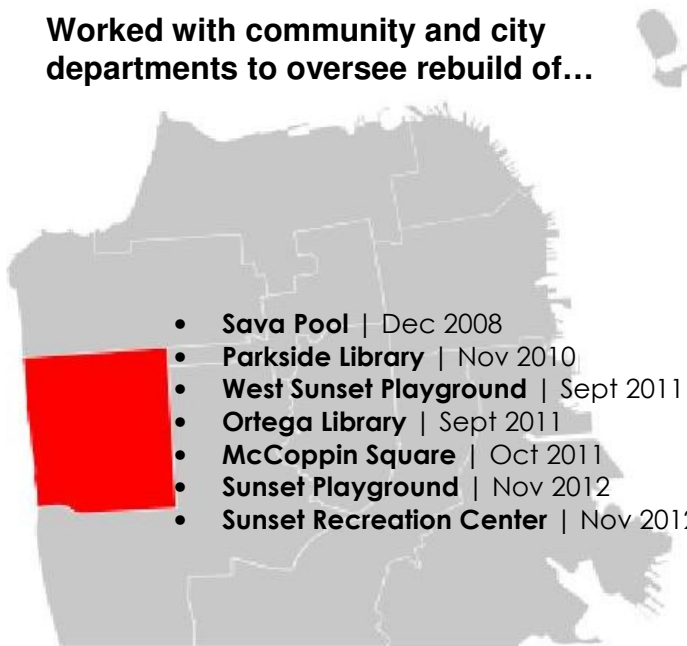 Worked with community and city
departments to oversee rebuild of…
• Sava Pool | Dec 2008
• Parkside Library | Nov 2010
• West Sunset Playground | Sept 2011
• Ortega Library | Sept 2011
• McCoppin Square | Oct 2011
• Sunset Playground | Nov 2012
• Sunset Recreation Center | Nov 2012